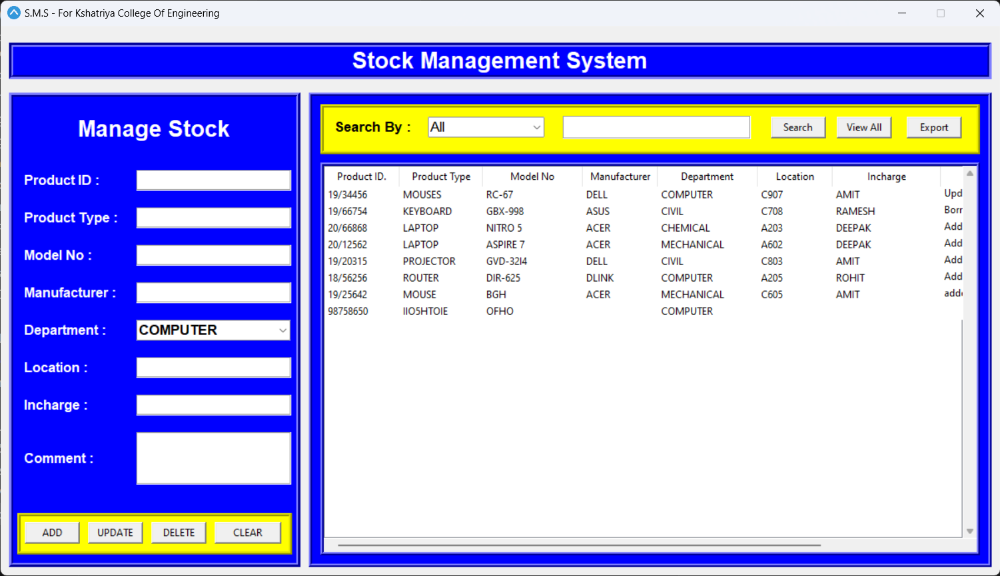 S.M.S - For Kshatriya College Of Engineering
Stock Management System
Manage Stock
Product ID :
Product Type :
Model No :
Manufacturer :
Department : COMPUTER
Location :
Incharge :
Comment :
ADD UPDATE DELETE CLEAR
Search By : All Search View All Export
Product ID. Product Type Model No Manufacturer Department Location Incharge
19/34456 MOUSES RC-67 DELL COMPUTER C907 AMIT Upd
19/66754 KEYBOARD GBX-998 ASUS CIVIL C708 RAMESH Borr
20/66868 LAPTOP NITRO 5 ACER CHEMICAL A203 DEEPAK Add
20/12562 LAPTOP ASPIRE 7 ACER MECHANICAL A602 DEEPAK Add
19/20315 PROJECTOR GVD-32I4 DELL CIVIL C803 AMIT Add
18/56256 ROUTER DIR-625 DLINK COMPUTER A205 ROHIT Add
19/25642 MOUSE BGH ACER MECHANICAL C605 AMIT add
98758650 IIO5HTOIE OFHO COMPUTER